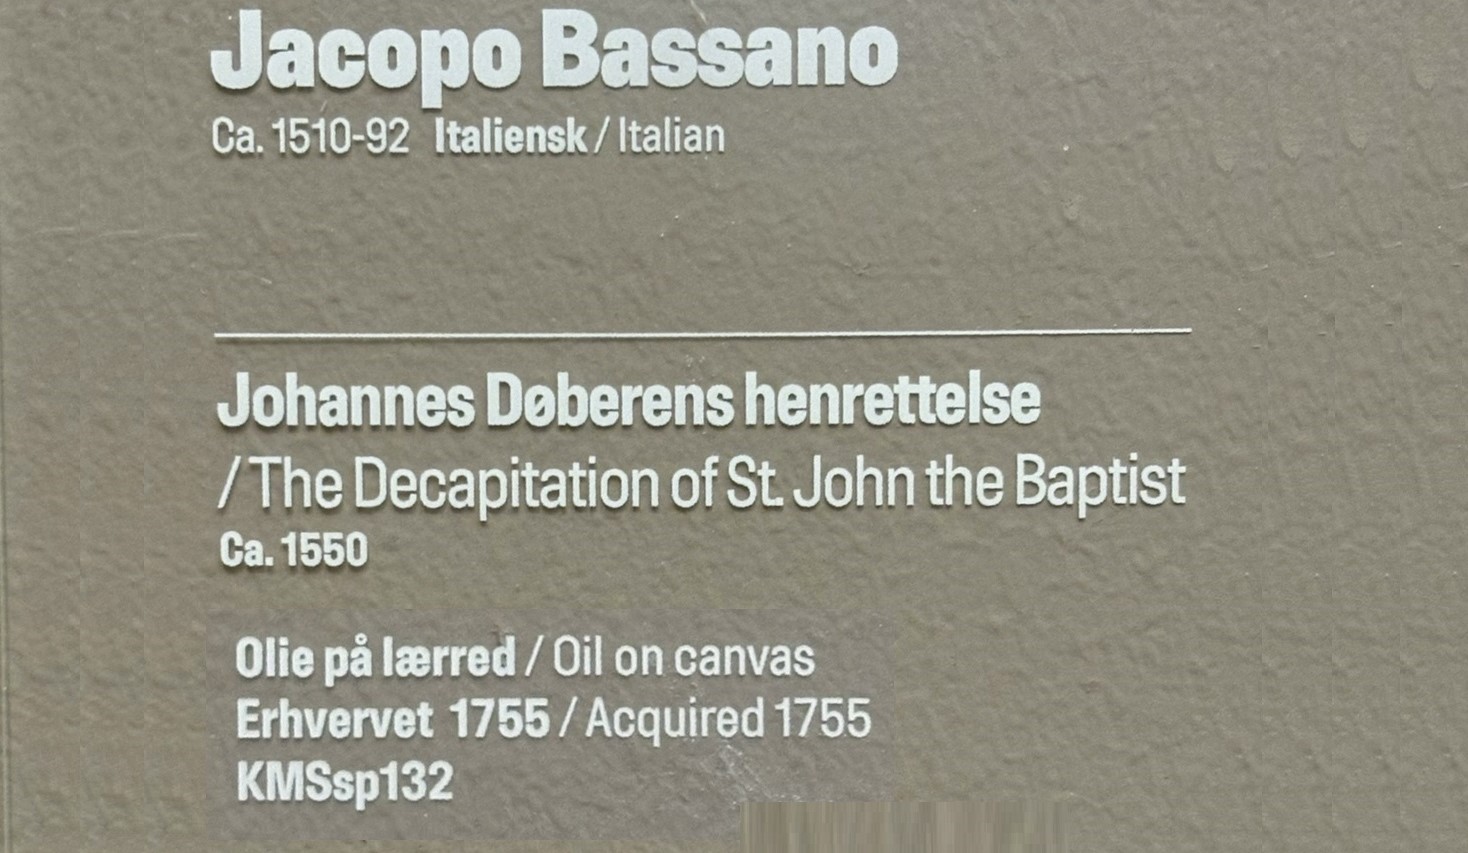 Jacopo Bassano
Ca. 1510-92 Italiensk / Italian
Johannes Døberens henrettelse
/ The Decapitation of St. John the Baptist
Ca. 1550
Olie på lærred / Oil on canvas
Erhvervet 1755 / Acquired 1755
KMSsp132